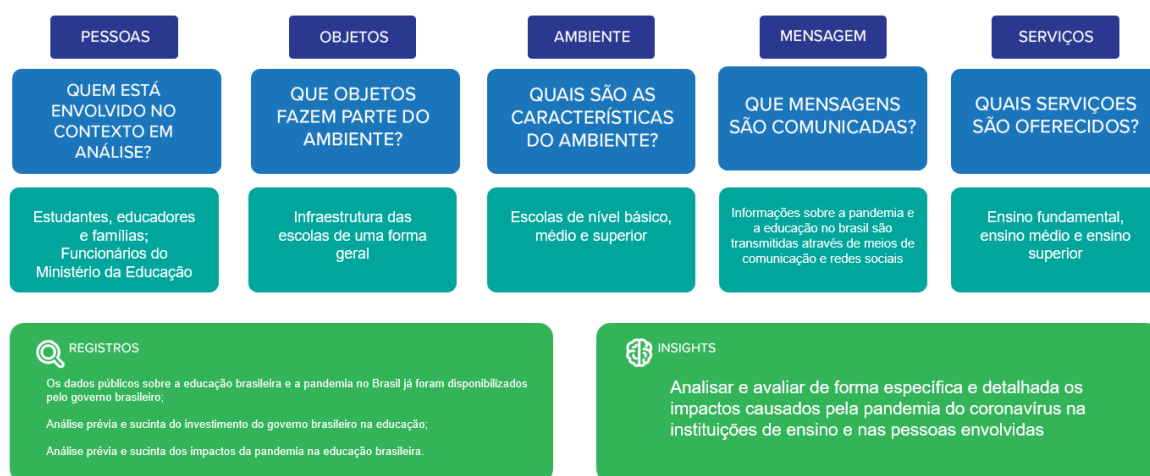 PESSOAS
OBJETOS
AMBIENTE
MENSAGEM
SERVIÇOS
QUEM ESTÁ
ENVOLVIDO NO
CONTEXTO EM
ANÁLISE?
QUE OBJETOS
FAZEM PARTE DO
AMBIENTE?
QUAIS SÃO AS
CARACTERÍSTICAS
DO AMBIENTE?
QUE MENSAGENS
SÃO COMUNICADAS?
QUAIS SERVIÇOES
SÃO OFERECIDOS?
Estudantes, educadores
e famílias;
Funcionários do
Ministério da Educação
Infraestrutura das
escolas de uma forma
geral
Escolas de nível básico,
médio e superior
Informações sobre a pandemia e
a educação no brasil são
transmitidas através de meios de
comunicação e redes sociais
Ensino fundamental,
ensino médio e ensino
superior
REGISTROS
Os dados públicos sobre a educação brasileira e a pandemia no Brasil já foram disponibilizados
pelo governo brasileiro;
Análise prévia e sucinta do investimento do governo brasileiro na educação;
Análise prévia e sucinta dos impactos da pandemia na educação brasileira.
INSIGHTS
Analisar e avaliar de forma específica e detalhada os
impactos causados pela pandemia do coronavírus na
instituições de ensino e nas pessoas envolvidas